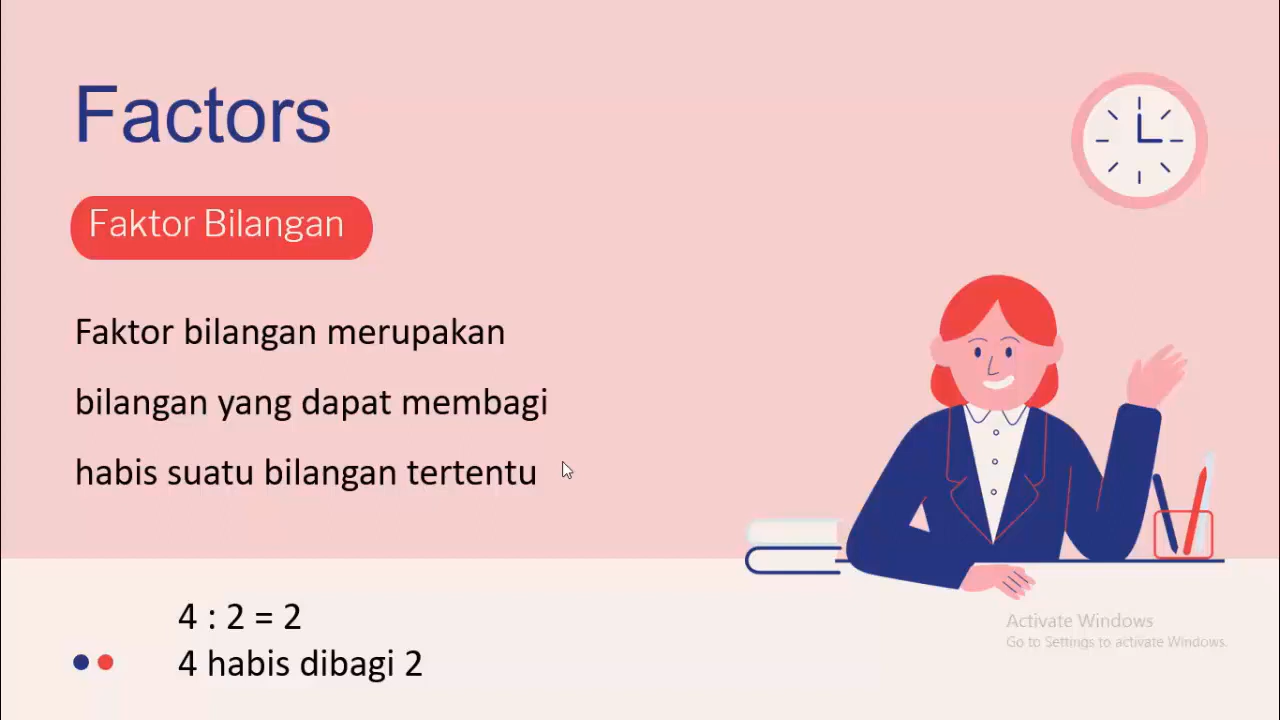 Factors
Faktor Bilangan
Faktor bilangan merupakan
bilangan yang dapat membagi
habis suatu bilangan tertentu
4 : 2 = 2
4 habis dibagi 2
Activate Windows
Go to Settings to activate Windows.